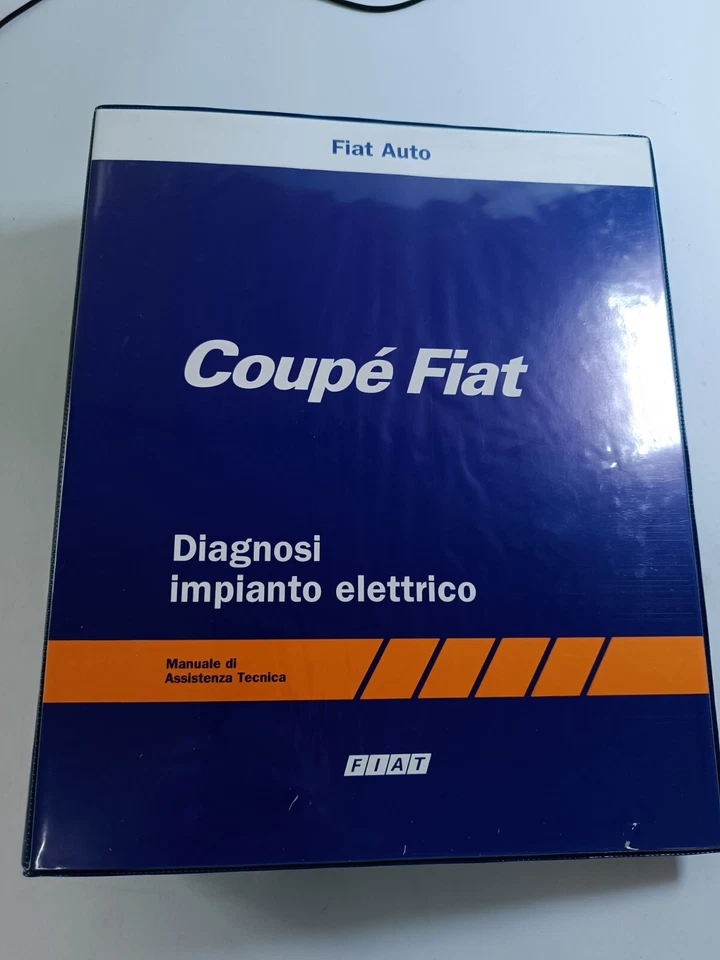 Fiat Auto
Coupé Fiat
Diagnosi
impianto elettrico
Manuale di
Assistenza Tecnica
FIAT